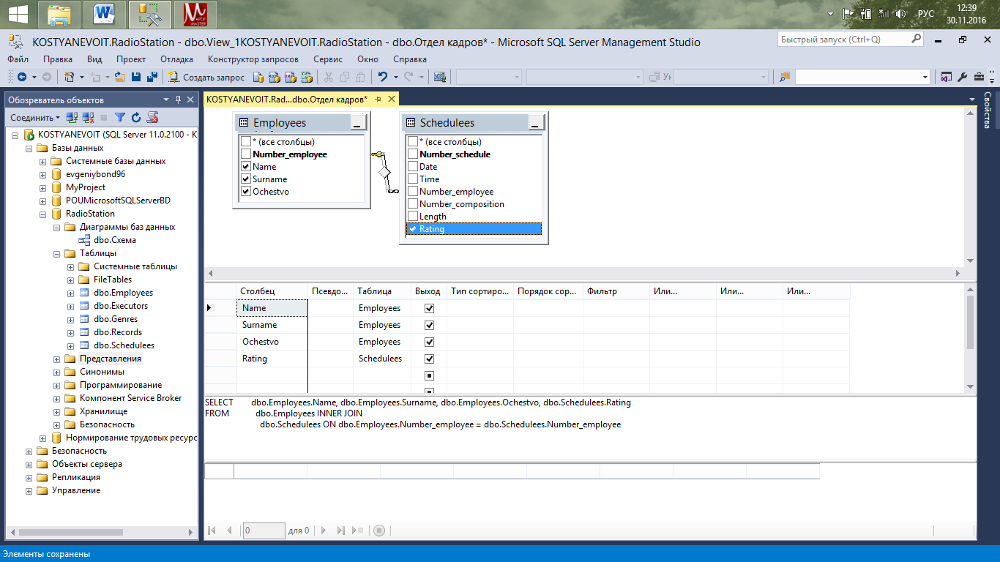 12:39
РУС
30.11.2016
KOSTYANEVOIT.RadioStation - dbo.View_1KOSTYANEVOIT.RadioStation - dbo.Отдел кадров* - Microsoft SQL Server Management Studio
Быстрый запуск (Ctrl+Q)
Файл Правка Вид Проект Отладка Конструктор запросов Сервис Окно Справка
Создать запрос
Обозреватель объектов
Соединить
KOSTYANEVOIT (SQL Server 11.0.2100 - K
Базы данных
Системные базы данных
evgeniybond96
MyProject
POUMicrosoftSQLServerBD
RadioStation
Диаграммы баз данных
dbo.Схема
Таблицы
Системные таблицы
FileTables
dbo.Employees
dbo.Executors
dbo.Genres
dbo.Records
dbo.Schedulees
Представления
Синонимы
Программирование
Компонент Service Broker
Хранилище
Безопасность
Нормирование трудовых ресурс
Безопасность
Объекты сервера
Репликация
Управление
KOSTYANEVOIT.Rad...dbo.Отдел кадров*
Employees
* (все столбцы)
Number_employee
Name
Surname
Ochestvo
Schedulees
* (все столбцы)
Number_schedule
Date
Time
Number_employee
Number_composition
Length
Rating
Столбец Псевдо... Таблица Выход Тип сортиро... Порядок сор... Фильтр Или... Или... Или...
Name Employees
Surname Employees
Ochestvo Employees
Rating Schedulees
SELECT dbo.Employees.Name, dbo.Employees.Surname, dbo.Employees.Ochestvo, dbo.Schedulees.Rating
FROM dbo.Employees INNER JOIN
dbo.Schedulees ON dbo.Employees.Number_employee = dbo.Schedulees.Number_employee
0 для 0
Свойства
Элементы сохранены